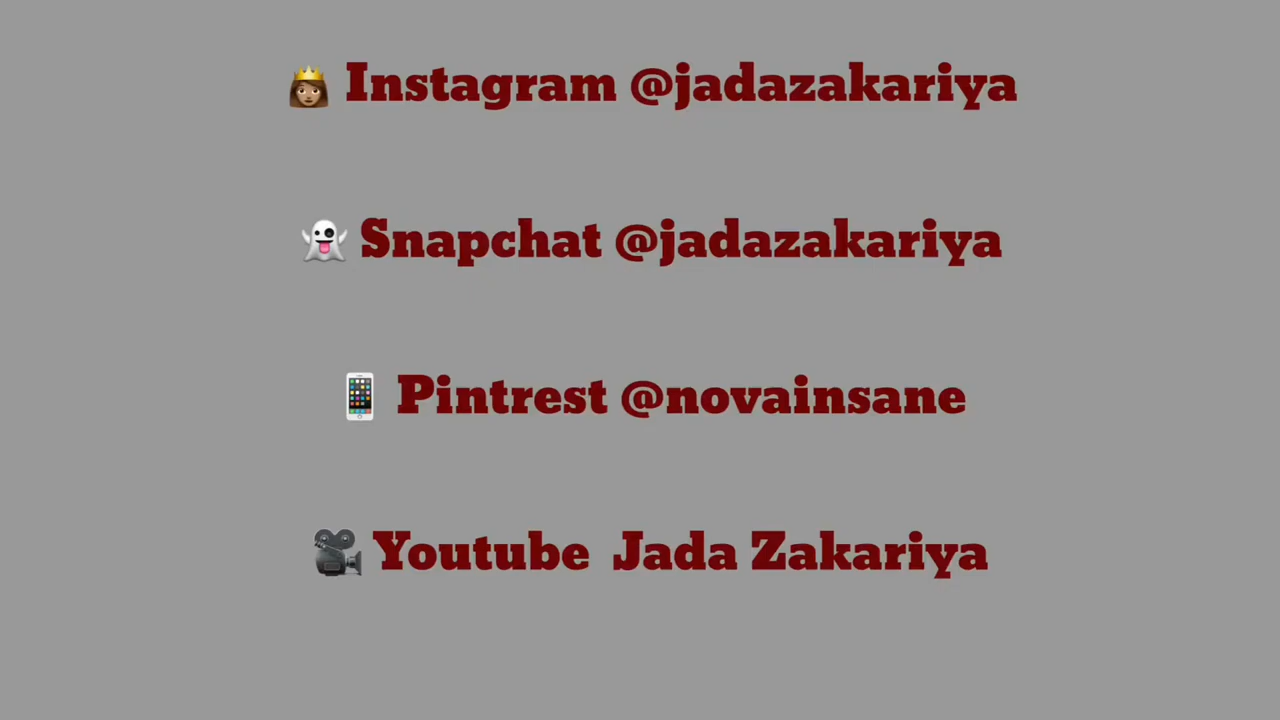 👸🏽 Instagram @jadazakariya
👻 Snapchat @jadazakariya
📱 Pintrest @novainsane
🎥 Youtube Jada Zakariya